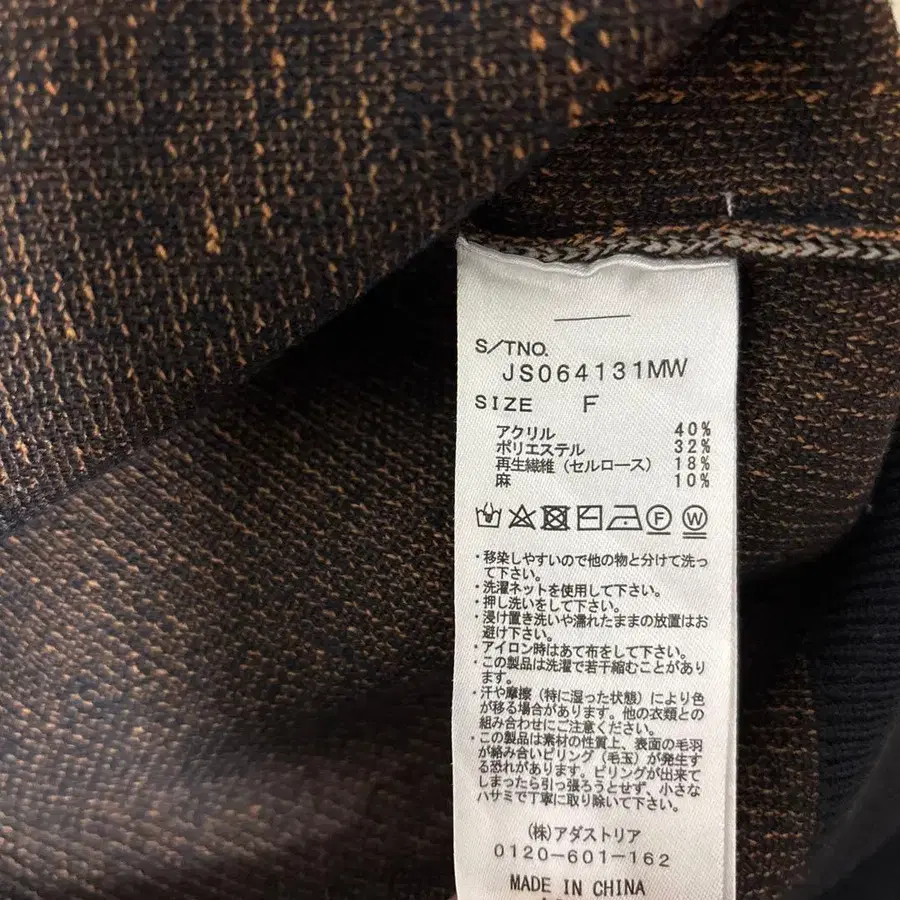 S/TNO.
JS064131MW
SIZE F
アクリル 40%
ポリエステル 32%
再生繊維（セルロース） 18%
麻 10%
F W
・移染しやすいので他の物と分けて洗っ
て下さい。
・洗濯ネットを使用して下さい。
・押し洗いをして下さい。
・浸け置き洗いや濡れたままの放置はお
避け下さい。
・アイロン時はあて布をして下さい。
・この製品は洗濯で若干縮むことがあり
ます。
・汗や摩擦（特に湿った状態）により色
が移る場合があります。他の衣類との
組み合わせにご注意ください。
・この製品は素材の性質上、表面の毛羽
が絡み合いピリング（毛玉）が発生す
る恐れがあります。ピリングが出来て
しまったら引っ張ろうとせず、小さな
ハサミで丁寧に取り除いて下さい。
（株）アダストリア
0120-601-162
MADE IN CHINA